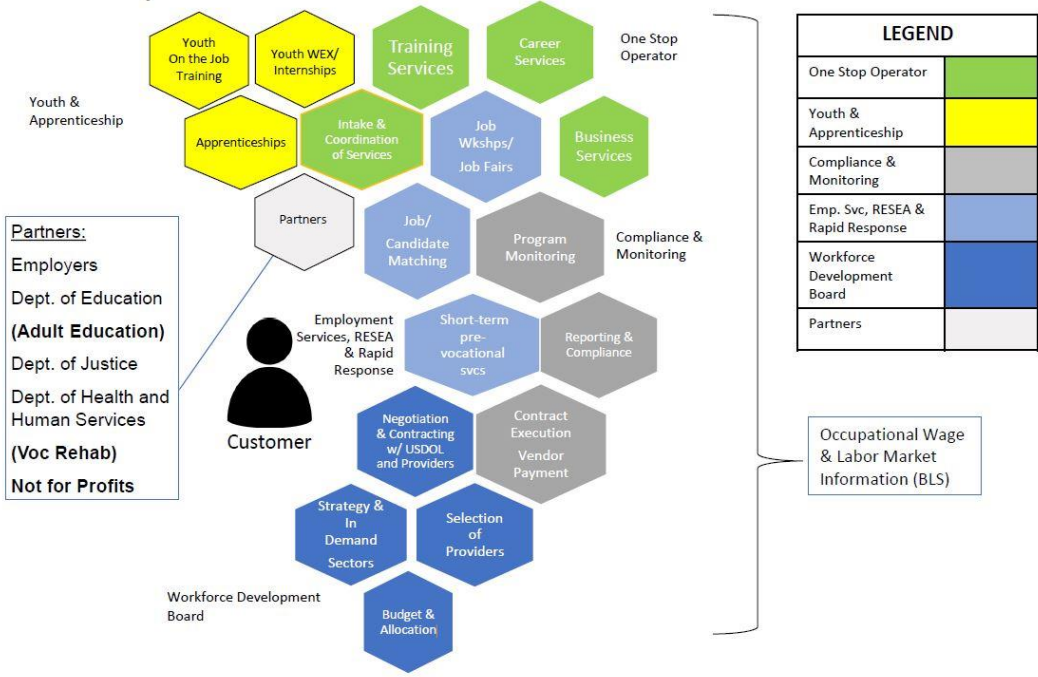 Youth
On the Job
Training
Youth WEX/
Internships
Training
Services
Career
Services
One Stop
Operator
Youth &
Apprenticeship
Apprenticeships
Intake &
Coordination
of Services
Job
Wkshps/
Job Fairs
Business
Services
Partners
Job/
Candidate
Matching
Program
Monitoring
Compliance &
Monitoring
Partners:
Employers
Dept. of Education
(Adult Education)
Dept. of Justice
Dept. of Health and
Human Services
(Voc Rehab)
Not for Profits
Customer
Employment
Services, RESEA
& Rapid
Response
Short-term
pre-
vocational
svcs
Reporting &
Compliance
Negotiation
& Contracting
w/ USDOL
and Providers
Contract
Execution
Vendor
Payment
Strategy &
In
Demand
Sectors
Selection
of
Providers
Workforce Development
Board
Budget &
Allocation
LEGEND
One Stop Operator
Youth &
Apprenticeship
Compliance &
Monitoring
Emp. Svc, RESEA &
Rapid Response
Workforce
Development
Board
Partners
Occupational Wage
& Labor Market
Information (BLS)